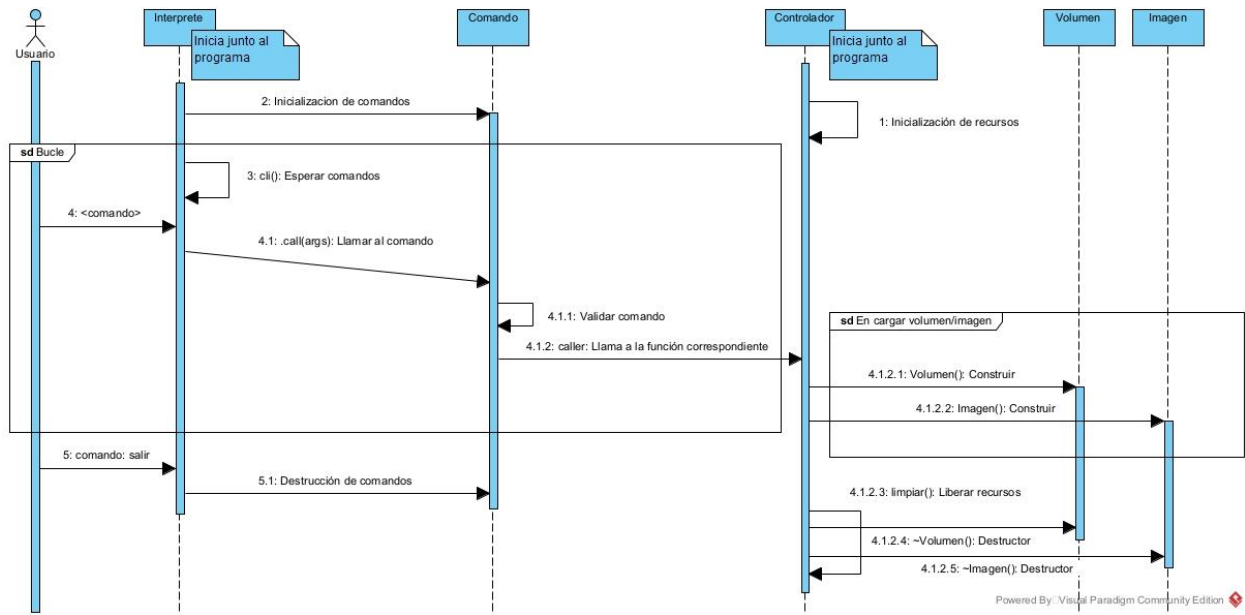 Usuario
Interprete
Inicia junto al
programa
Comando
Controlador
Inicia junto al
programa
Volumen
Imagen
2: Inicializacion de comandos
1: Inicialización de recursos
sd Bucle
3: cli(): Esperar comandos
4: <comando>
4.1: .call(args): Llamar al comando
4.1.1: Validar comando
sd En cargar volumen/imagen
4.1.2: caller: Llama a la función correspondiente
4.1.2.1: Volumen(): Construir
4.1.2.2: Imagen(): Construir
5: comando: salir
5.1: Destrucción de comandos
4.1.2.3: limpiar(): Liberar recursos
4.1.2.4: ~Volumen(): Destructor
4.1.2.5: ~Imagen(): Destructor
Powered By Visual Paradigm Community Edition